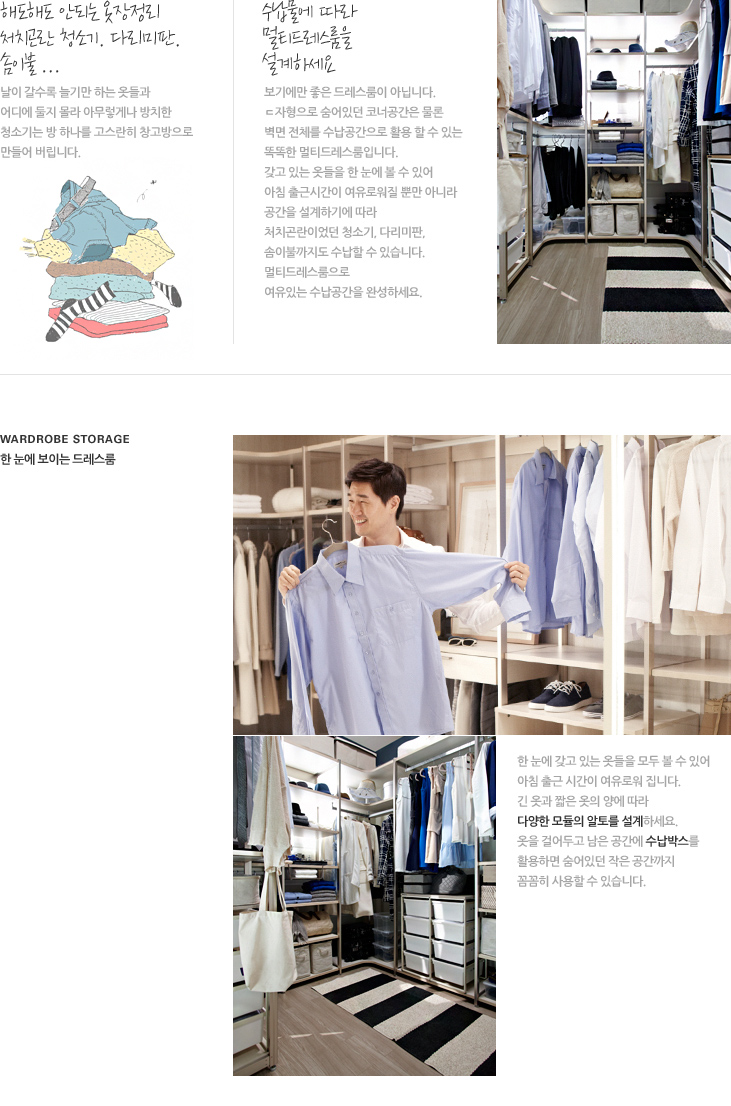 해도해도 안되는 옷장정리
처치곤란 청소기. 다리미판.
솜이불 ...
날이 갈수록 늘기만 하는 옷들과
어디에 둘지 몰라 아무렇게나 방치한
청소기는 방 하나를 고스란히 창고방으로
만들어 버립니다.
수납물에 따라
멀티드레스룸을
설계하세요
보기에만 좋은 드레스룸이 아닙니다.
ㄷ자형으로 숨어있던 코너공간은 물론
벽면 전체를 수납공간으로 활용 할 수 있는
똑똑한 멀티드레스룸입니다.
갖고 있는 옷들을 한 눈에 볼 수 있어
아침 출근시간이 여유로워질 뿐만 아니라
공간을 설계하기에 따라
처치곤란이었던 청소기, 다리미판,
솜이불까지도 수납할 수 있습니다.
멀티드레스룸으로
여유있는 수납공간을 완성하세요.
WARDROBE STORAGE
한 눈에 보이는 드레스룸
한 눈에 갖고 있는 옷들을 모두 볼 수 있어
아침 출근 시간이 여유로워 집니다.
긴 옷과 짧은 옷의 양에 따라
다양한 모듈의 알토를 설계하세요.
옷을 걸어두고 남은 공간에 수납박스를
활용하면 숨어있던 작은 공간까지
꼼꼼히 사용할 수 있습니다.